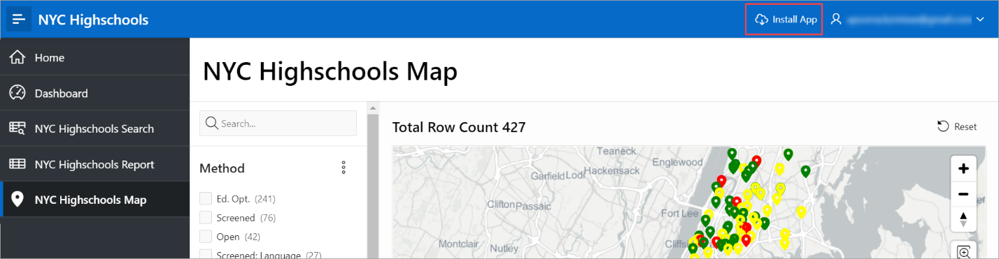 NYC Highschools
Install App
Home
Dashboard
NYC Highschools Search
NYC Highschools Report
NYC Highschools Map
NYC Highschools Map
Search...
Method
Ed. Opt. (241)
Screened (76)
Open (42)
Screened: Language (27)
Total Row Count 427
Reset
Teaneck
Englewood
Hackensack
Garfield Lodi
Clifton Passaic
Fort Lee
Montclair
Nutley